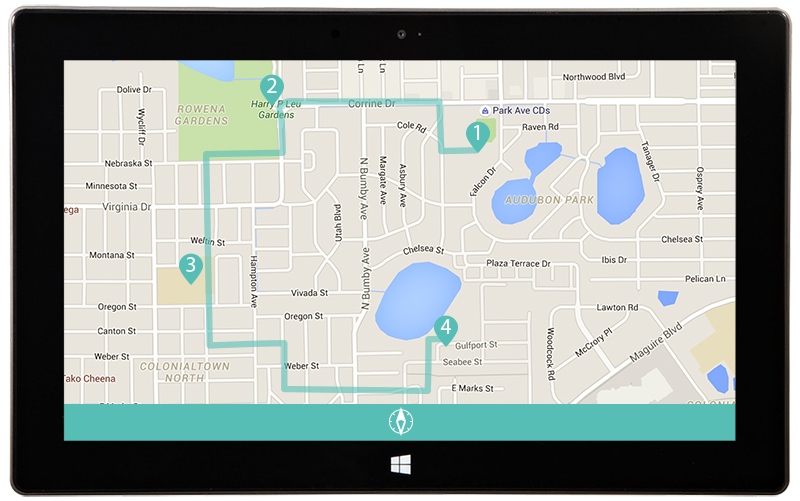 Ln
Ln
Northwood Blvd
Dolive Dr
2
Harry P Leu
Gardens
ROWENA
GARDENS
Wycliff Dr
Corrine Dr
Park Ave CDs
Cole Rd
1
Raven Rd
Nebraska St
Tanager Dr
Minnesota St
N Bumby Ave
Margate Ave
Asbury Ave
Falcon Dr
Osprey Ave
Virginia Dr
ega
AUDUBON PARK
Uhuh Blvd
Weltin St
Chelsea St
Chelsea St
Montana St
3
Hampton Ave
N Bumby Ave
Plaza Terrace Dr
Ibis Dr
Pelican Ln
Vivada St
Oregon St
Oregon St
Lawton Rd
Canton St
4
Gulfport St
Woodcock Rd
McCrory Pl
Maguire Blvd
Weber St
Weber St
Seabee St
COLONIALTOWN
NORTH
Tako Cheena
E Marks St